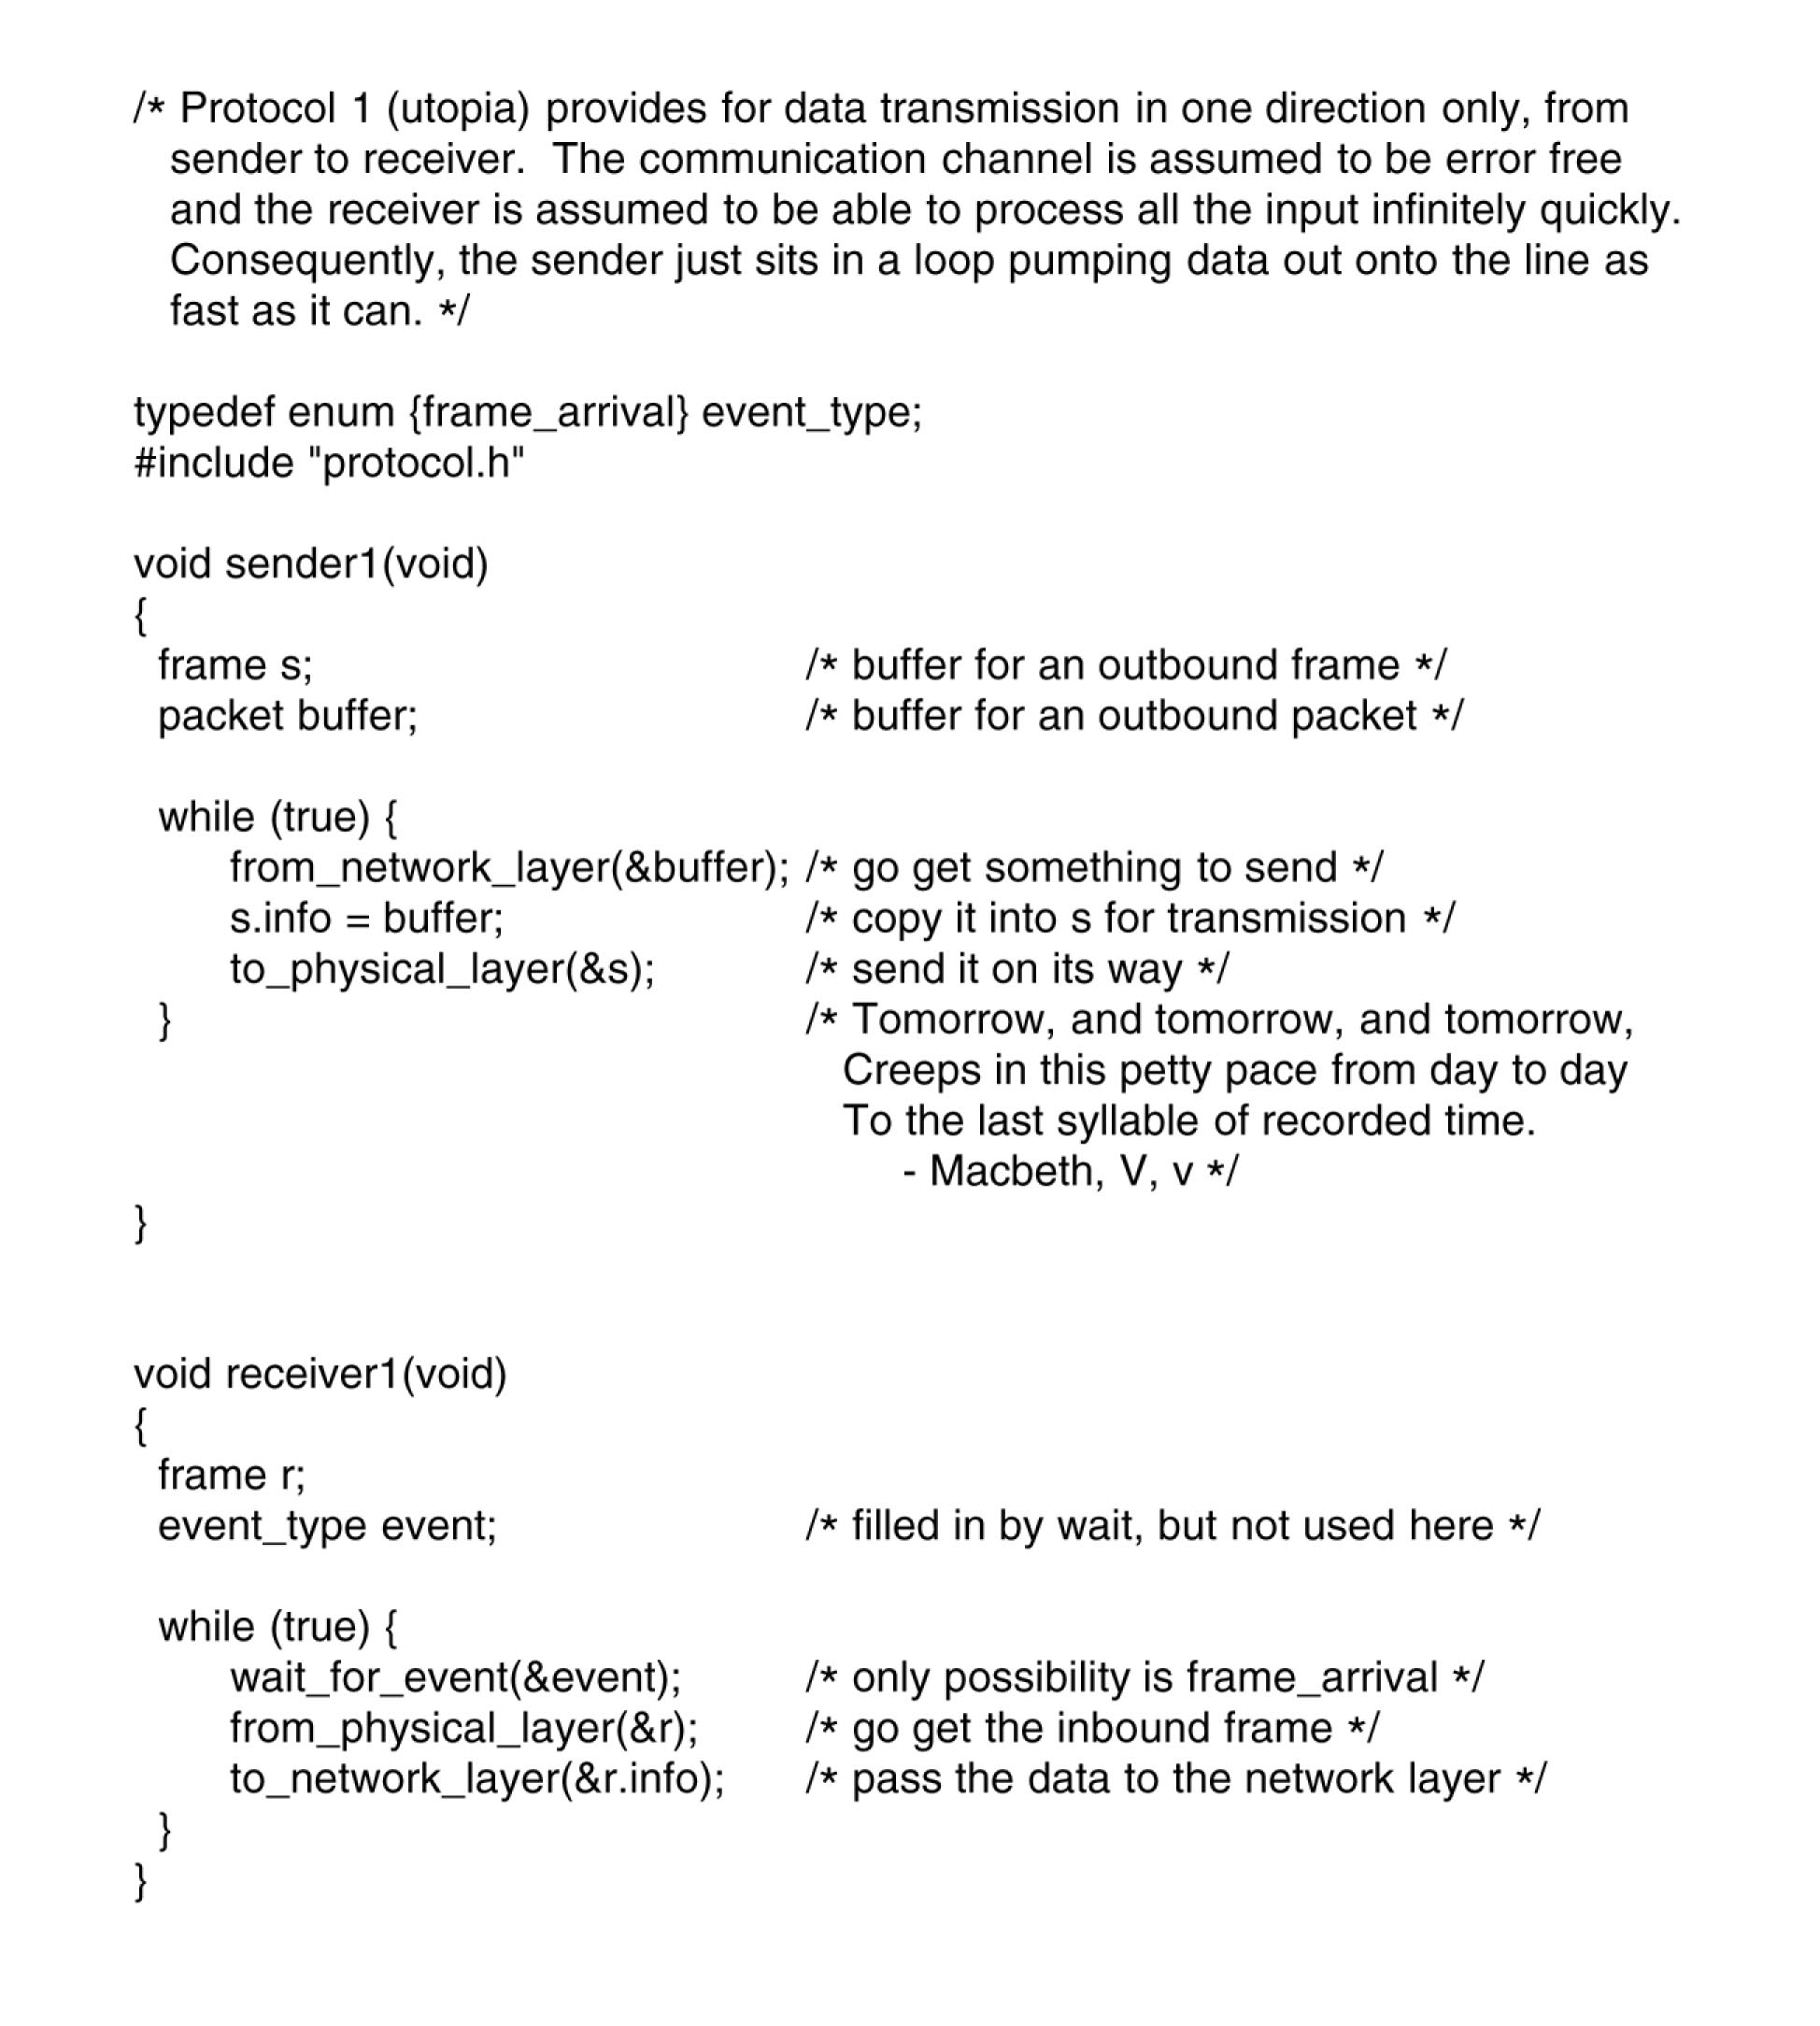 /* Protocol 1 (utopia) provides for data transmission in one direction only, from
sender to receiver. The communication channel is assumed to be error free
and the receiver is assumed to be able to process all the input infinitely quickly.
Consequently, the sender just sits in a loop pumping data out onto the line as
fast as it can. */
typedef enum {frame_arrival} event_type;
#include "protocol.h"
void sender1(void)
{
frame s; /* buffer for an outbound frame */
packet buffer; /* buffer for an outbound packet */
while (true) {
from_network_layer(&buffer); /* go get something to send */
s.info = buffer; /* copy it into s for transmission */
to_physical_layer(&s); /* send it on its way */
} /* Tomorrow, and tomorrow, and tomorrow,
Creeps in this petty pace from day to day
To the last syllable of recorded time.
- Macbeth, V, v */
}
void receiver1(void)
{
frame r;
event_type event; /* filled in by wait, but not used here */
while (true) {
wait_for_event(&event); /* only possibility is frame_arrival */
from_physical_layer(&r); /* go get the inbound frame */
to_network_layer(&r.info); /* pass the data to the network layer */
}
}